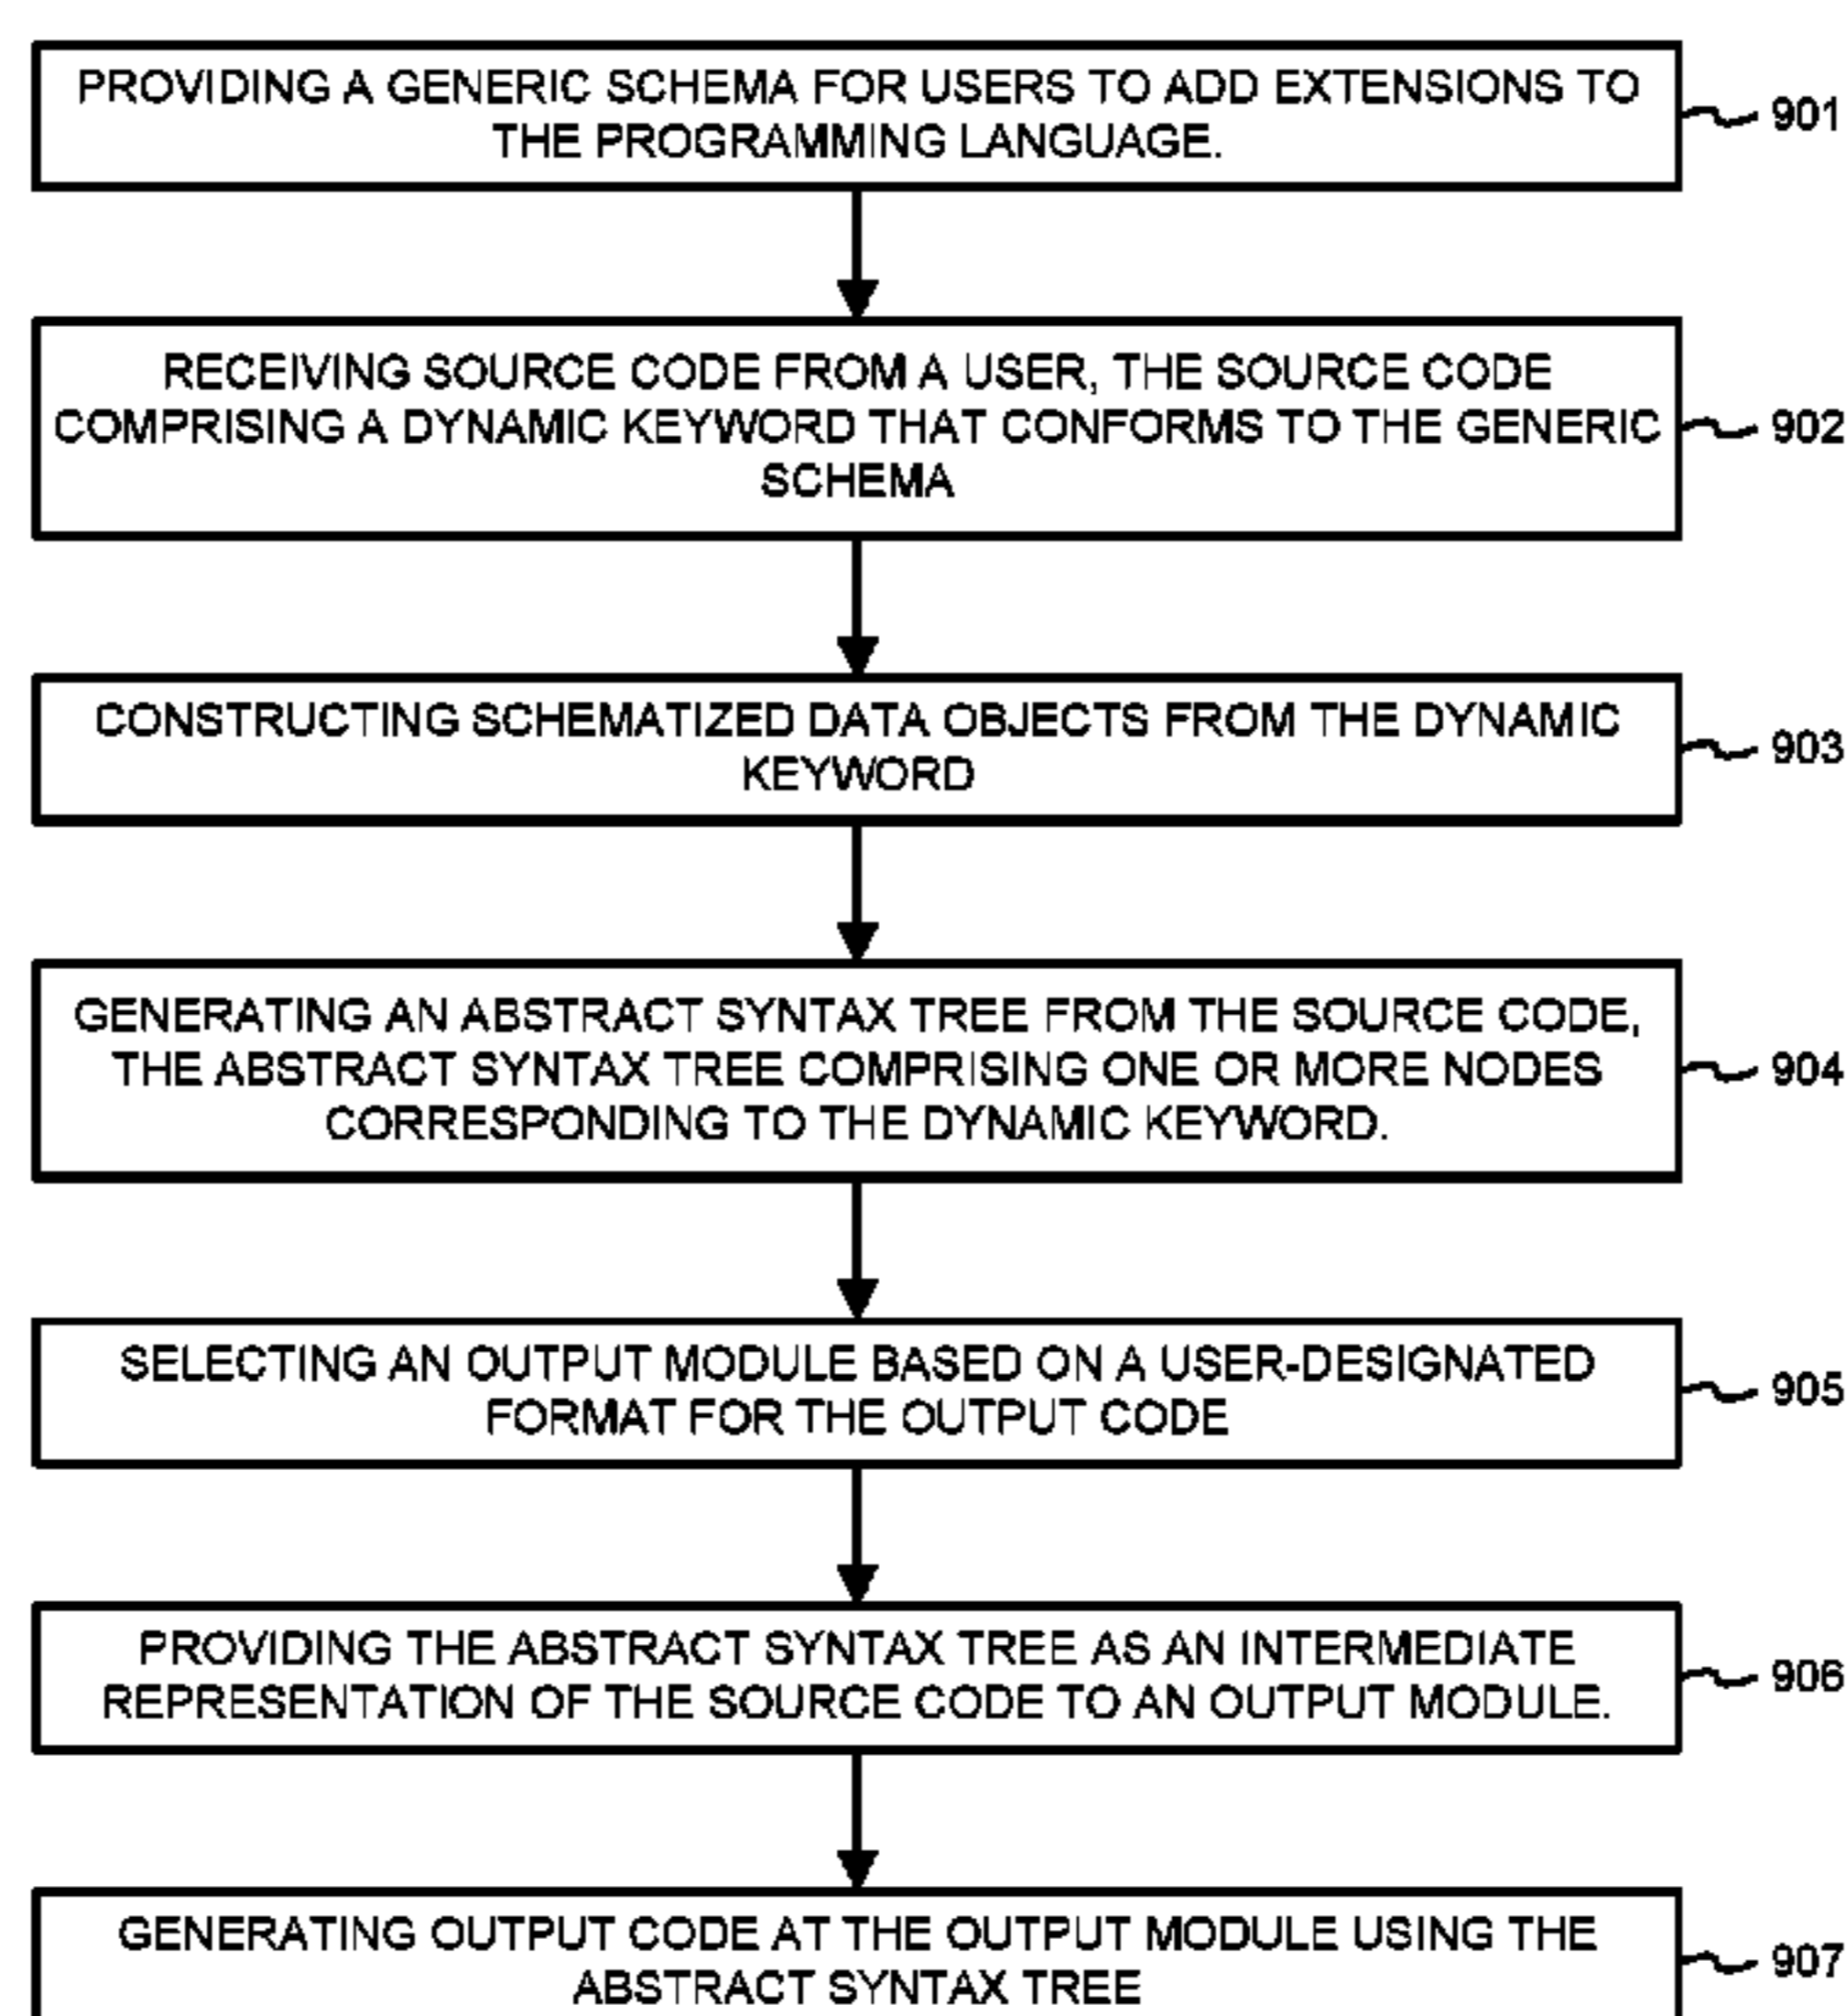 PROVIDING A GENERIC SCHEMA FOR USERS TO ADD EXTENSIONS TO
THE PROGRAMMING LANGUAGE.
901
RECEIVING SOURCE CODE FROM A USER, THE SOURCE CODE
COMPRISING A DYNAMIC KEYWORD THAT CONFORMS TO THE GENERIC
SCHEMA
902
CONSTRUCTING SCHEMATIZED DATA OBJECTS FROM THE DYNAMIC
KEYWORD
903
GENERATING AN ABSTRACT SYNTAX TREE FROM THE SOURCE CODE,
THE ABSTRACT SYNTAX TREE COMPRISING ONE OR MORE NODES
CORRESPONDING TO THE DYNAMIC KEYWORD.
904
SELECTING AN OUTPUT MODULE BASED ON A USER-DESIGNATED
FORMAT FOR THE OUTPUT CODE
905
PROVIDING THE ABSTRACT SYNTAX TREE AS AN INTERMEDIATE
REPRESENTATION OF THE SOURCE CODE TO AN OUTPUT MODULE.
906
GENERATING OUTPUT CODE AT THE OUTPUT MODULE USING THE
ABSTRACT SYNTAX TREE
907